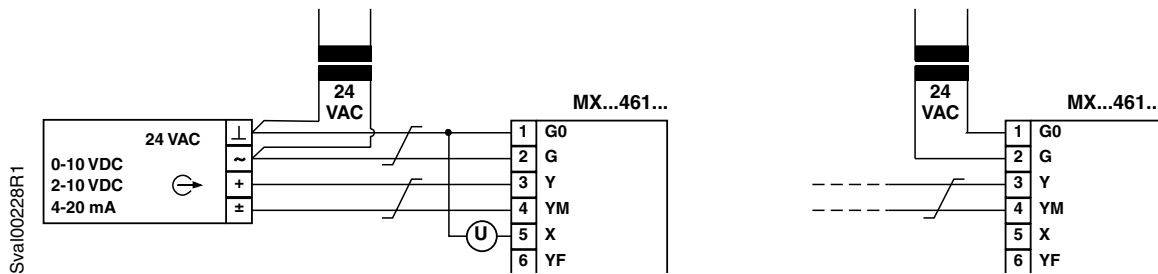 24
VAC
MX...461...
24 VAC
0-10 VDC
2-10 VDC
4-20 mA
⊥
~
+
±
1 G0
2 G
3 Y
4 YM
5 X
6 YF
U
Sval00228R1
24
VAC
MX...461...
1 G0
2 G
3 Y
4 YM
5 X
6 YF